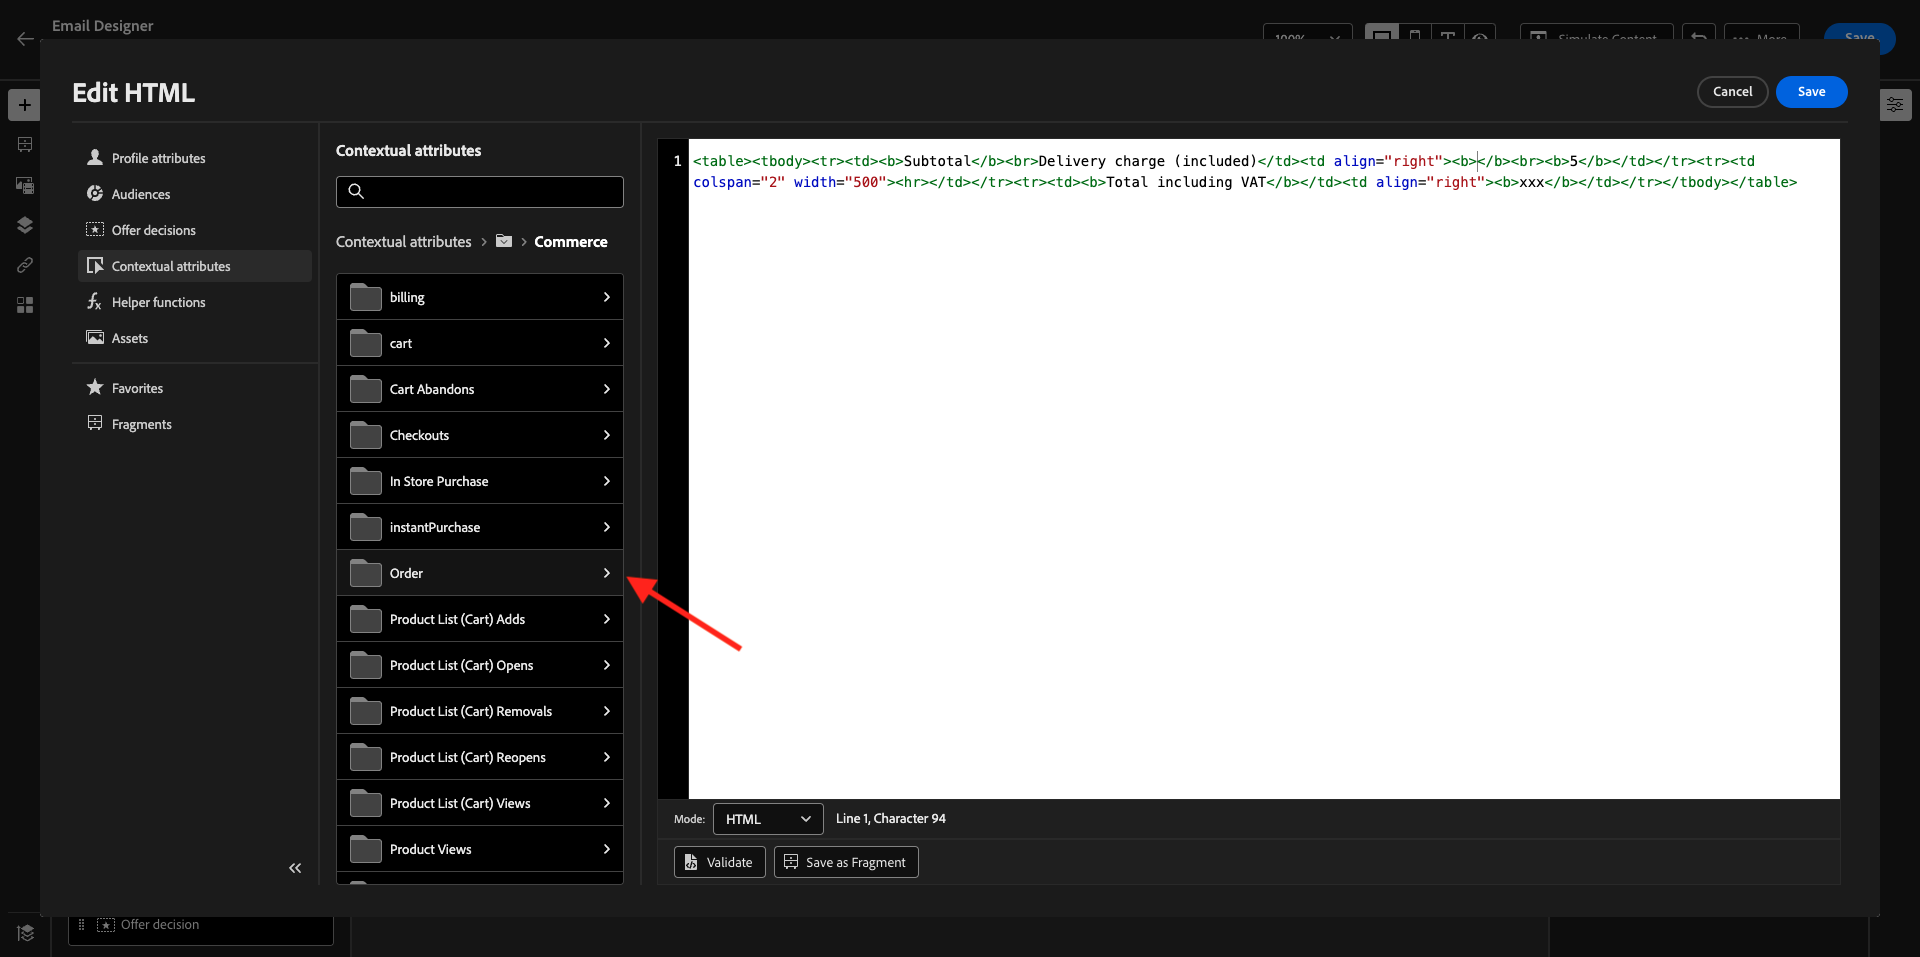 Email Designer
100%
Simulate Content
More
Save
Edit HTML
Cancel
Save
Profile attributes
Audiences
Offer decisions
Contextual attributes
Helper functions
Assets
Favorites
Fragments
Contextual attributes
Contextual attributes > > Commerce
billing
cart
Cart Abandons
Checkouts
In Store Purchase
instantPurchase
Order
Product List (Cart) Adds
Product List (Cart) Opens
Product List (Cart) Removals
Product List (Cart) Reopens
Product List (Cart) Views
Product Views
1 <table><tbody><tr><td><b>Subtotal</b><br>Delivery charge (included)</td><td align="right"><b></b><br><b>5</b></td></tr><tr><td
colspan="2" width="500"><hr></td></tr><tr><td><b>Total including VAT</b></td><td align="right"><b>xxx</b></td></tr></tbody></table>
Mode: HTML Line 1, Character 94
Validate
Save as Fragment
Offer decision